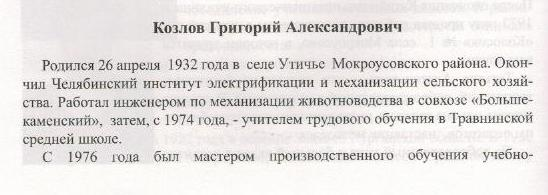 Козлов Григорий Александрович
Родился 26 апреля 1932 года в селе Утичье Мокроусовского района. Окон-
чил Челябинский институт электрификации и механизации сельского хозяй-
ства. Работал инженером по механизации животноводства в совхозе «Больше-
каменский», затем, с 1974 года, - учителем трудового обучения в Травнинской
средней школе.
С 1976 года был мастером производственного обучения учебно-